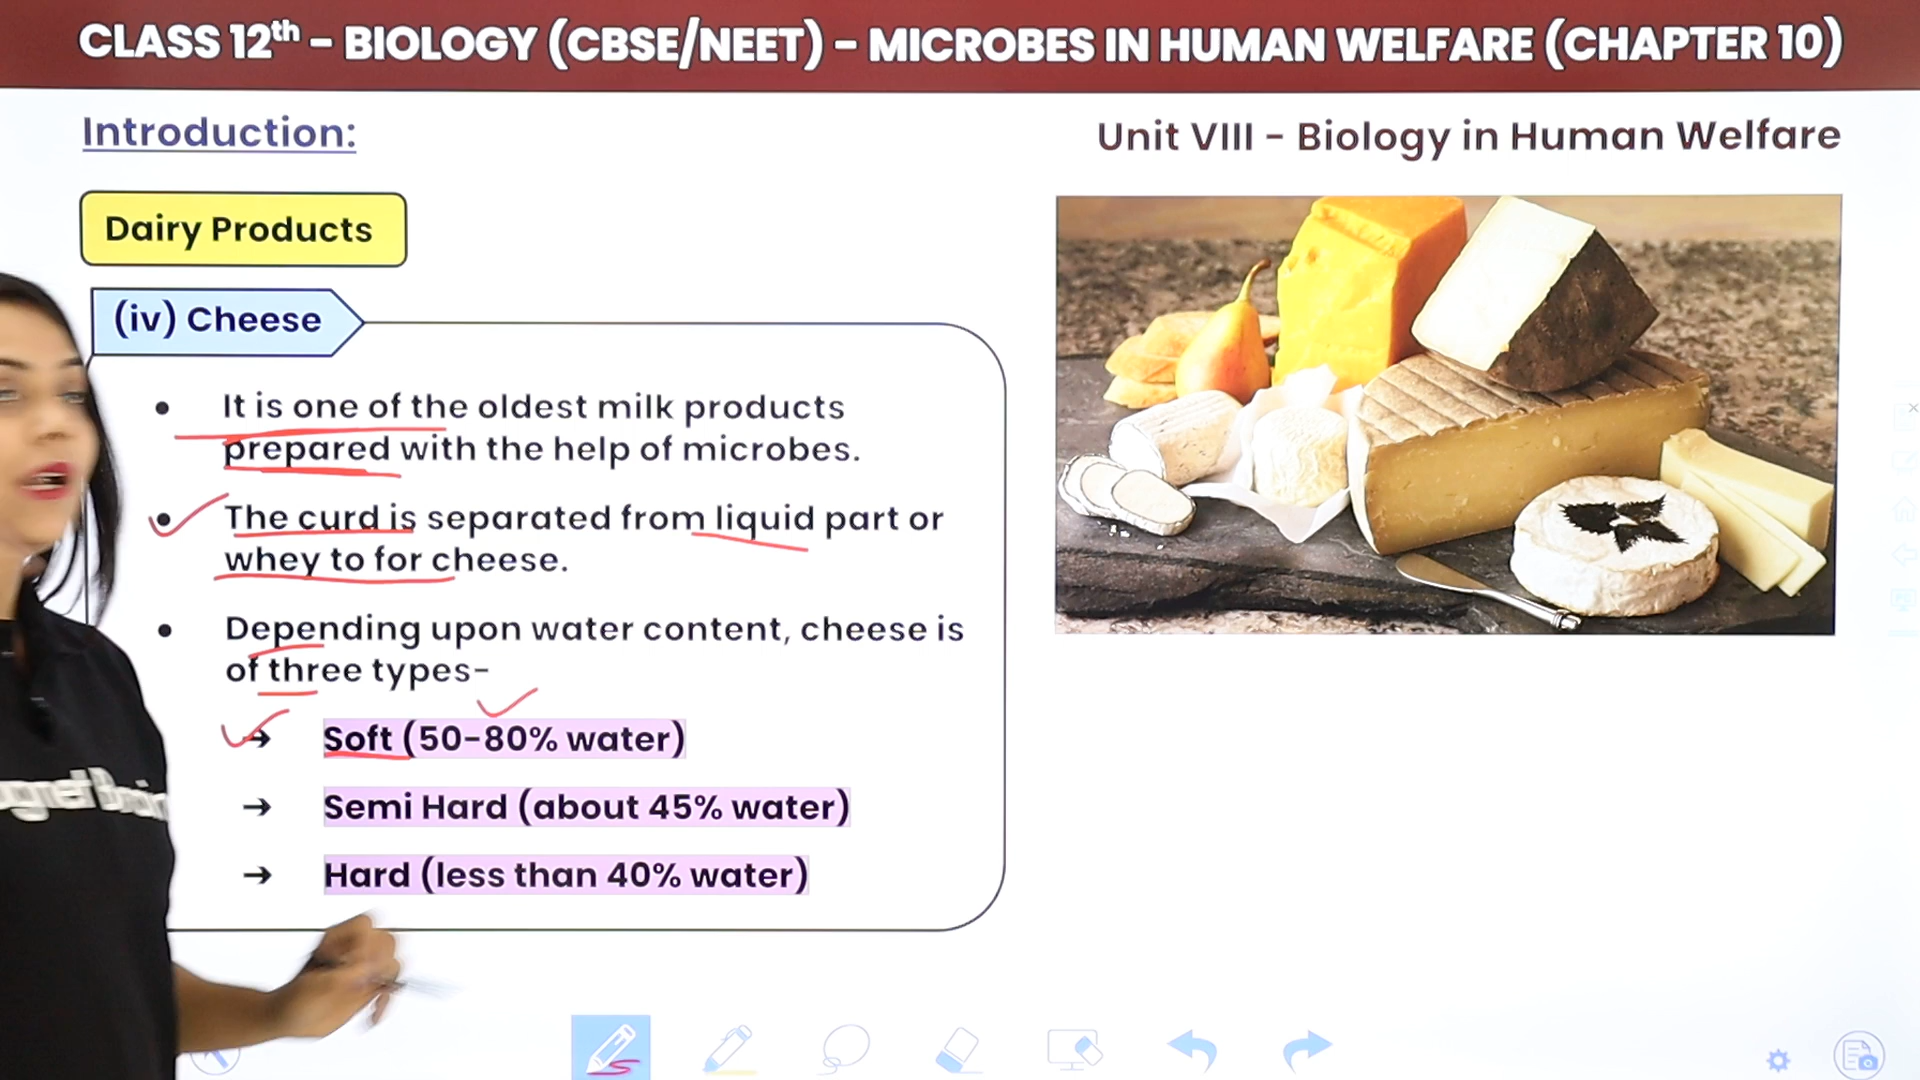 CLASS 12th - BIOLOGY (CBSE/NEET) - MICROBES IN HUMAN WELFARE (CHAPTER 10)
Introduction:
Unit VIII - Biology in Human Welfare
Dairy Products
(iv) Cheese
• It is one of the oldest milk products
prepared with the help of microbes.
• The curd is separated from liquid part or
whey to for cheese.
• Depending upon water content, cheese is
of three types-
→ Soft (50-80% water)
→ Semi Hard (about 45% water)
→ Hard (less than 40% water)